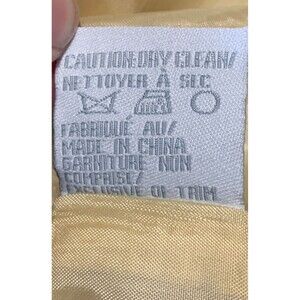 CAUTION:DRY CLEAN/
NETTOYER À SEC
FABRIQUÉ AU/
MADE IN CHINA
GARNITURE NON
COMPRISE/
EXCLUSIVE OF TRIM